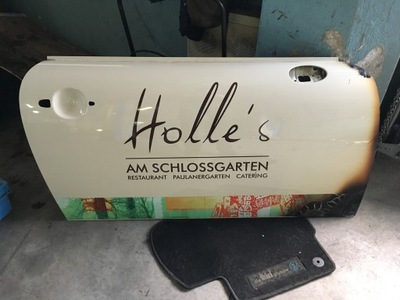 Holle's
AM SCHLOSSGARTEN
RESTAURANT PAULANERGARTEN CATERING